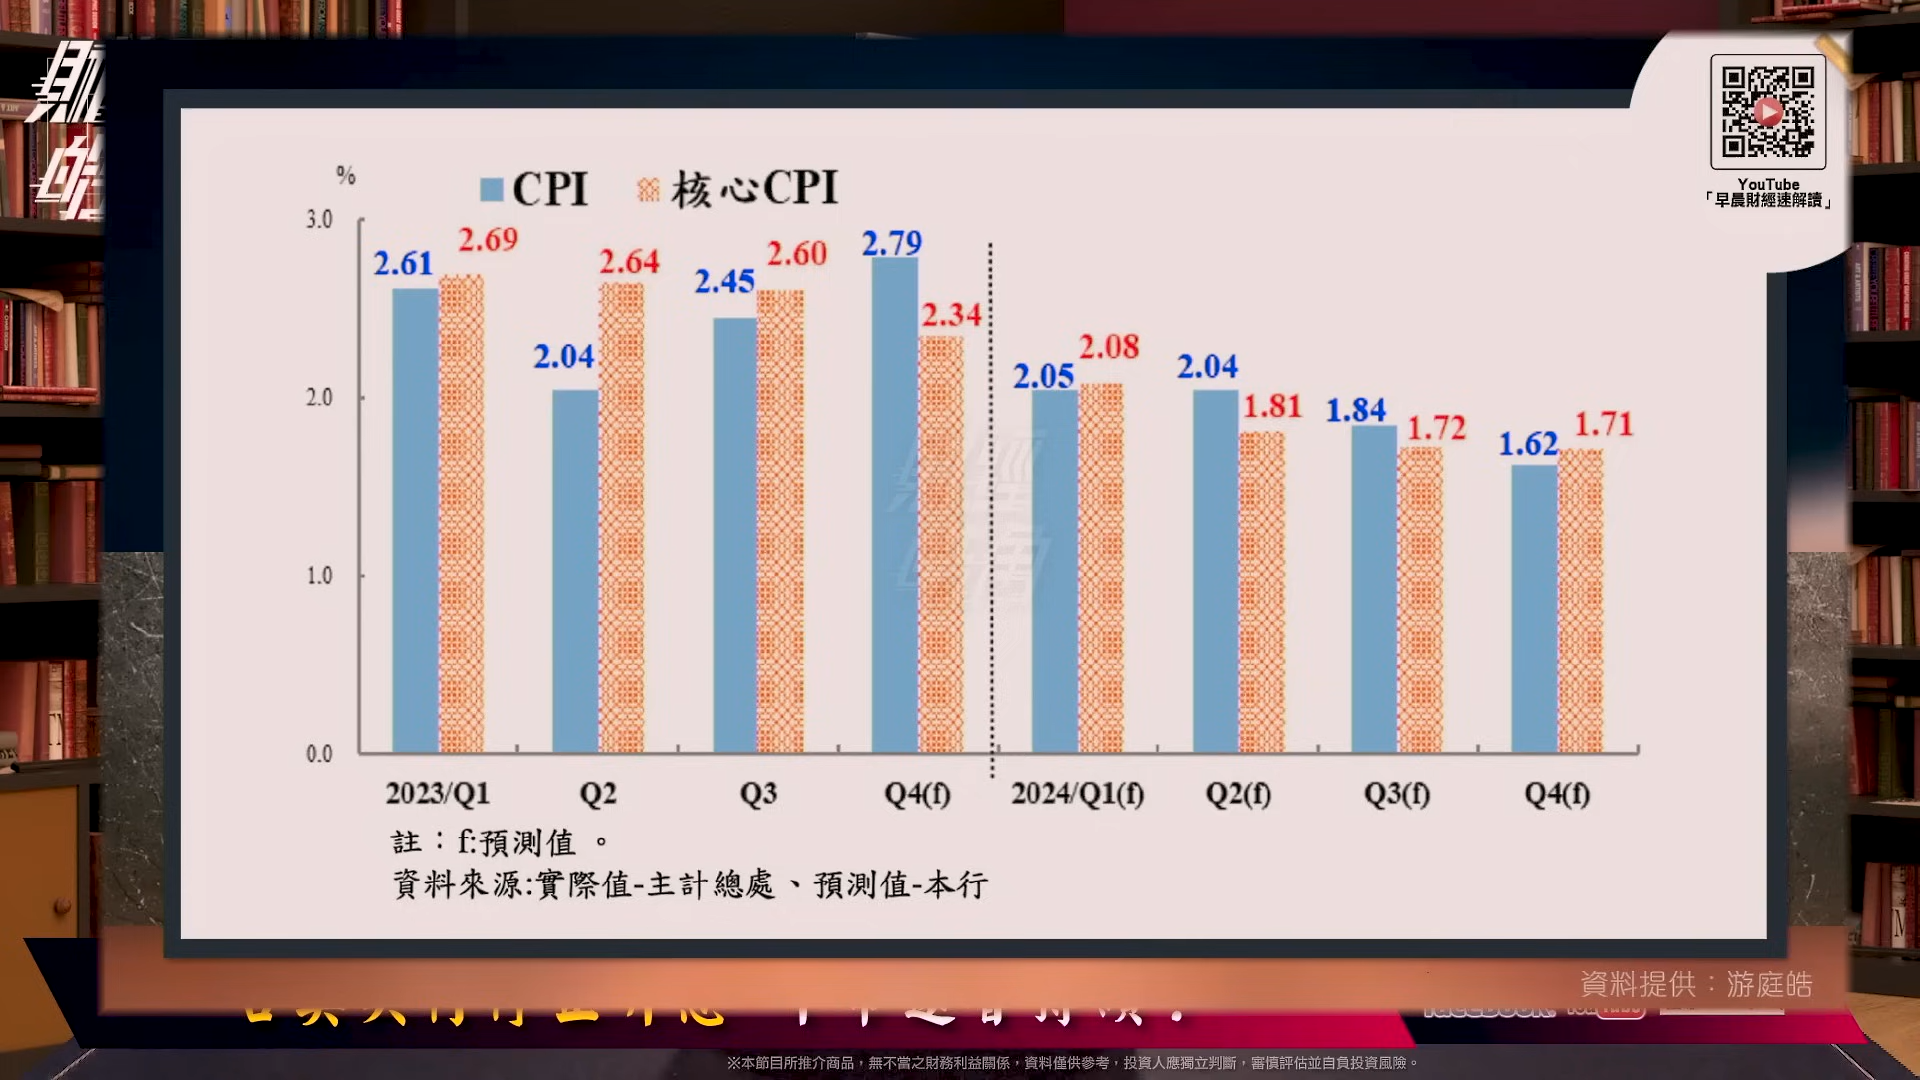 YouTube
「早晨財經速解讀」
%
CPI 核心CPI
3.0
2.0
1.0
0.0
2.61 2.69
2.04 2.64
2.45 2.60
2.79 2.34
2.05 2.08
2.04 1.81
1.84 1.72
1.62 1.71
2023/Q1 Q2 Q3 Q4(f) 2024/Q1(f) Q2(f) Q3(f) Q4(f)
註：f:預測值。
資料來源:實際值-主計總處、預測值-本行
資料提供：游庭皓
※本節目所推介商品，無不當之財務利益關係，資料僅供參考，投資人應獨立判斷，審慎評估並自負投資風險。